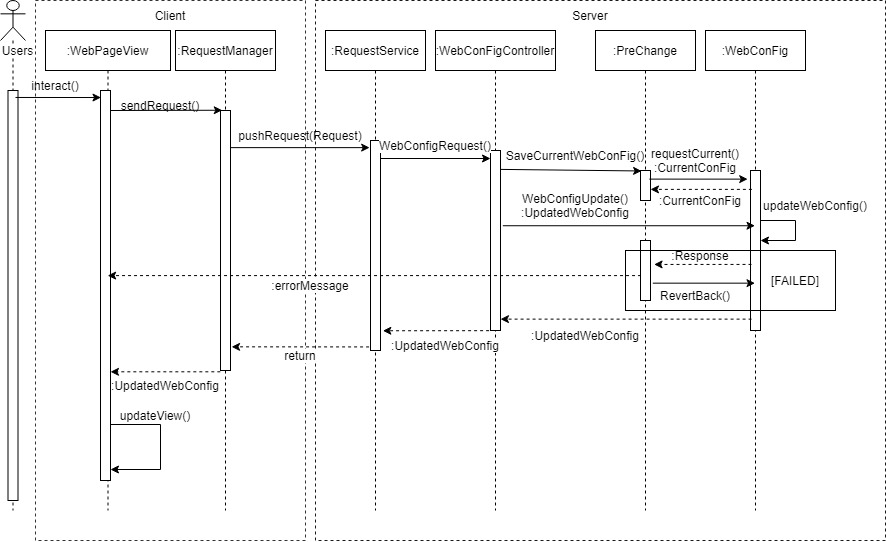 Client
Server
Users
:WebPageView
:RequestManager
:RequestService
:WebConFigController
:PreChange
:WebConFig
interact()
sendRequest()
pushRequest(Request)
WebConfigRequest()
SaveCurrentWebConFig()
requestCurrent()
:CurrentConFig
:CurrentConFig
WebConfigUpdate()
:UpdatedWebConfig
updateWebConfig()
:Response
[FAILED]
:errorMessage
RevertBack()
:UpdatedWebConfig
:UpdatedWebConfig
return
:UpdatedWebConfig
updateView()